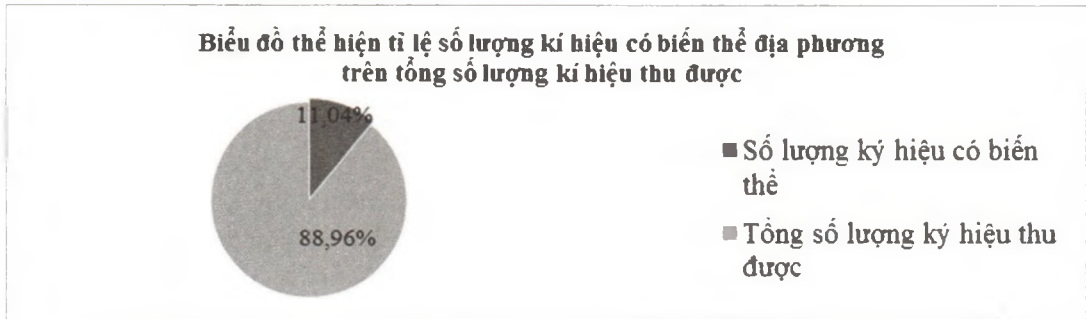 Biểu đồ thể hiện tỉ lệ số lượng kí hiệu có biến thể địa phương
trên tổng số lượng kí hiệu thu được
11,04%
88,96%
Số lượng ký hiệu có biến
thể
Tổng số lượng ký hiệu thu
được